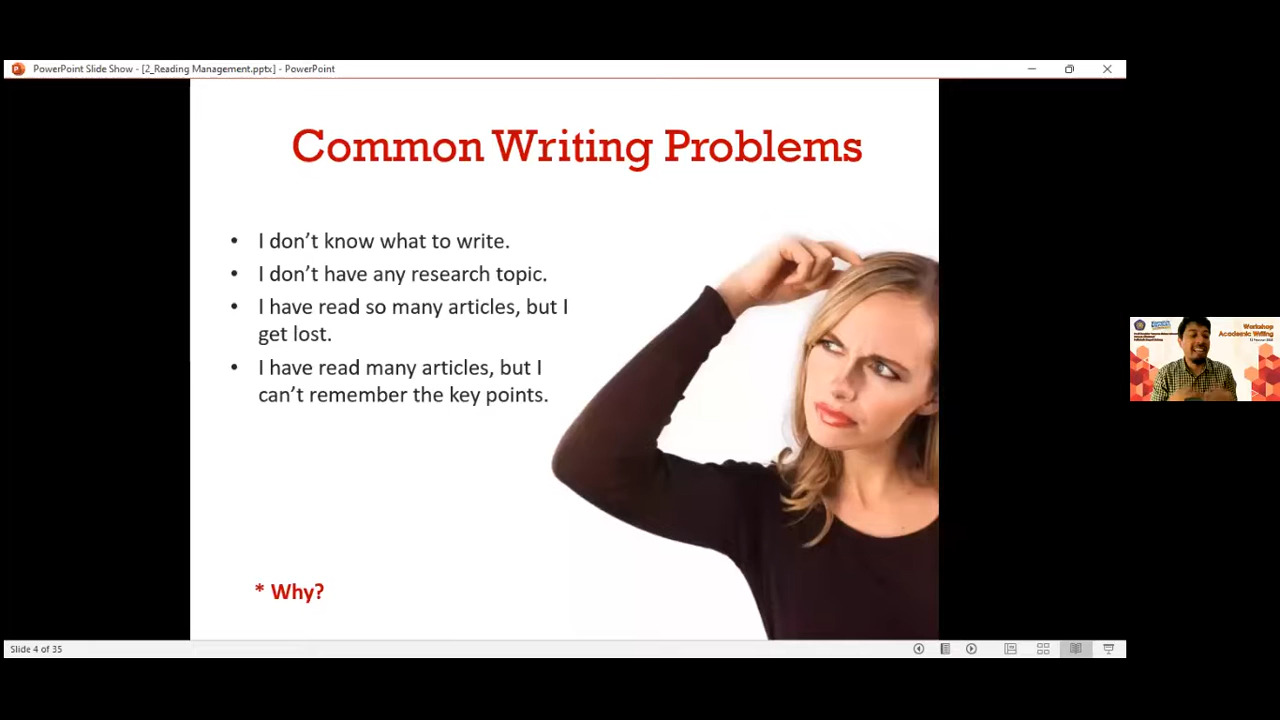 PowerPoint Slide Show - [2_Reading Management.pptx] - PowerPoint
Common Writing Problems
• I don’t know what to write.
• I don’t have any research topic.
• I have read so many articles, but I
get lost.
• I have read many articles, but I
can’t remember the key points.
* Why?
Workshop
Academic Writing
Slide 4 of 35